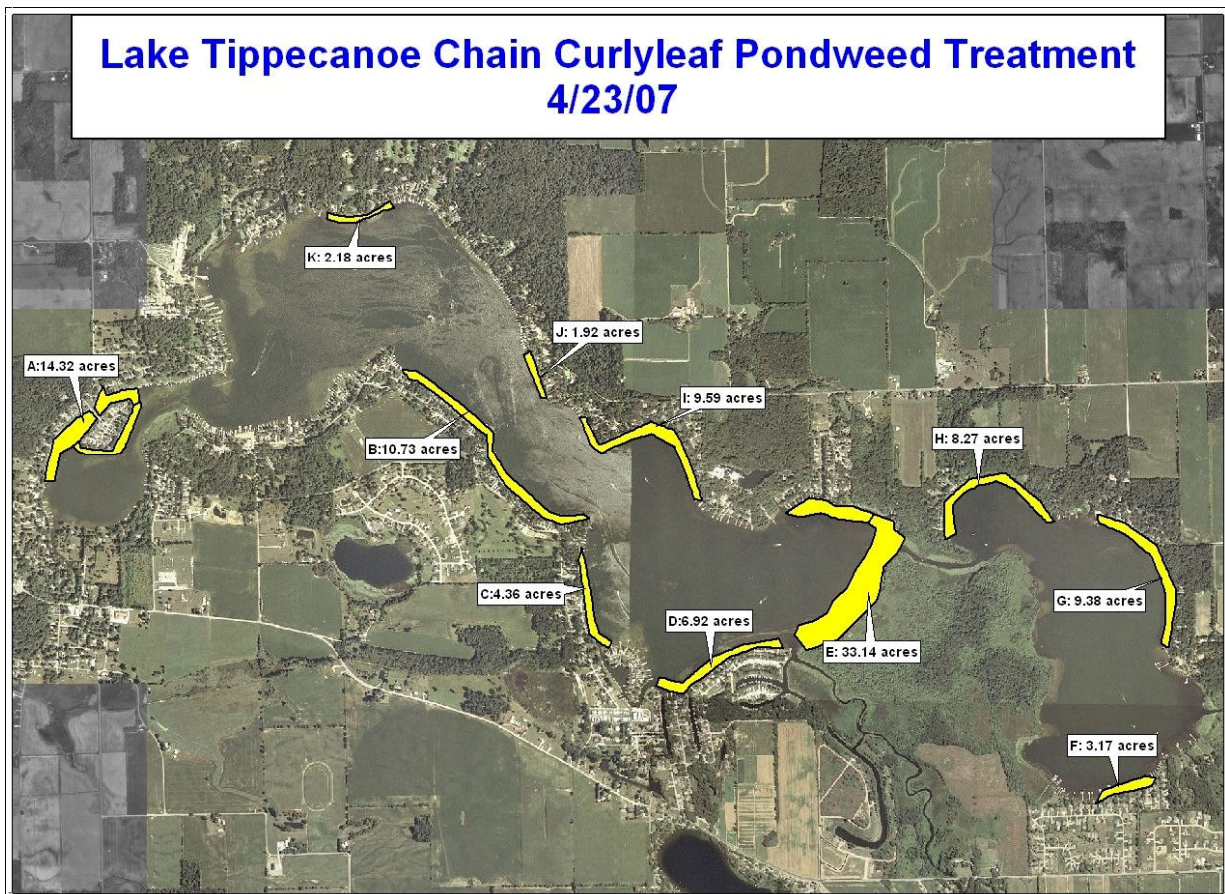 Lake Tippecanoe Chain Curlyleaf Pondweed Treatment
4/23/07
K: 2.18 acres
J: 1.92 acres
A:14.32 acres
I: 9.59 acres
B:10.73 acres
H: 8.27 acres
C:4.36 acres
G: 9.38 acres
D:6.92 acres
E: 33.14 acres
F: 3.17 acres